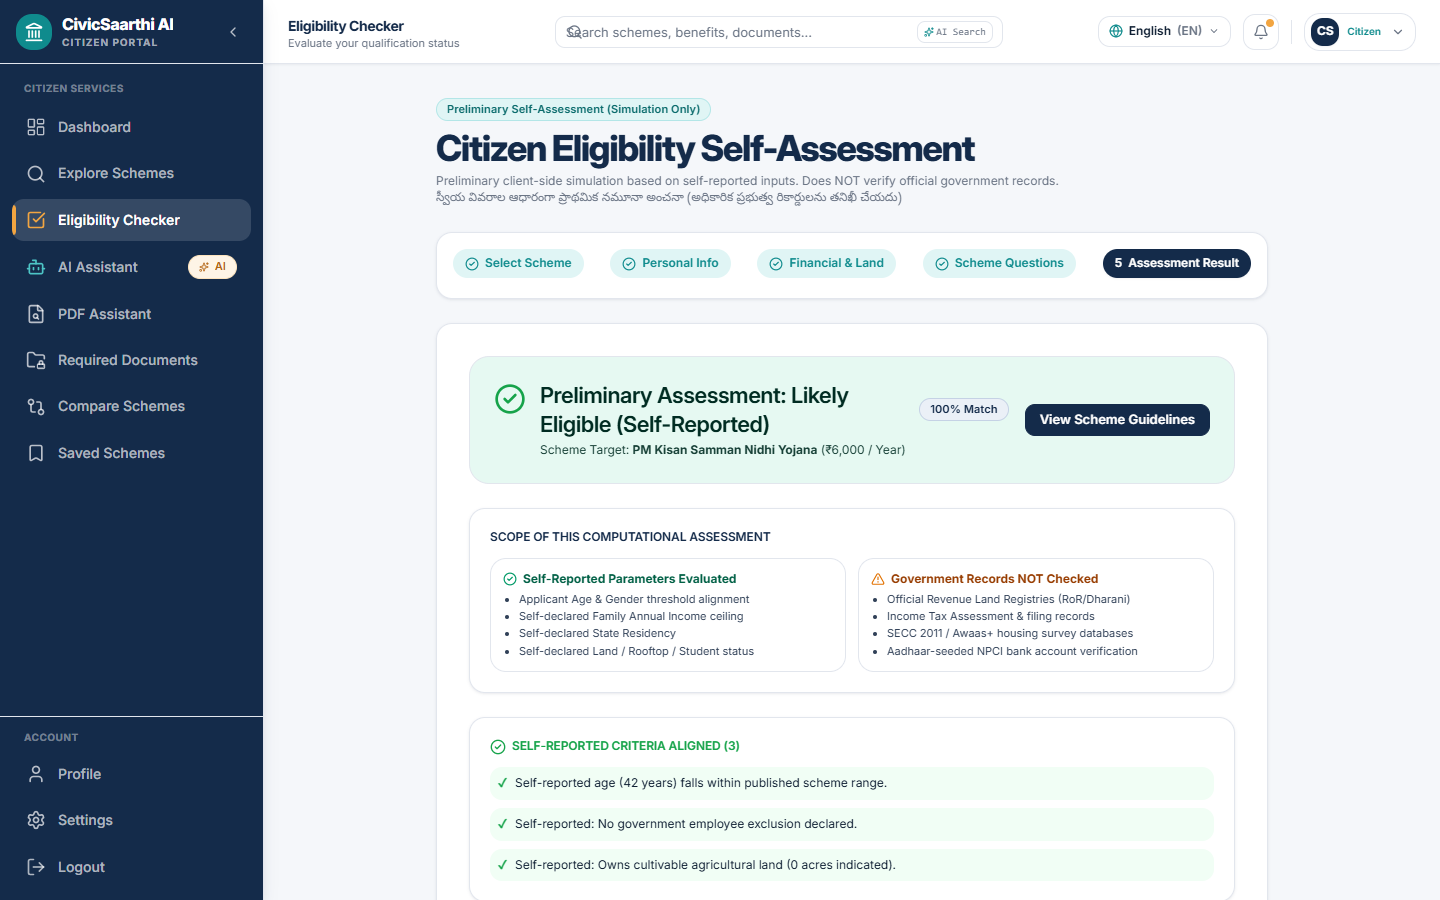 CivicSaarthi AI
CITIZEN PORTAL
CITIZEN SERVICES
Dashboard
Explore Schemes
Eligibility Checker
AI Assistant
AI
PDF Assistant
Required Documents
Compare Schemes
Saved Schemes
ACCOUNT
Profile
Settings
Logout
Eligibility Checker
Evaluate your qualification status
Search schemes, benefits, documents...
AI Search
English (EN)
CS
Citizen
Preliminary Self-Assessment (Simulation Only)
Citizen Eligibility Self-Assessment
Preliminary client-side simulation based on self-reported inputs. Does NOT verify official government records.
స్వీయ వివరాల ఆధారంగా ప్రాథమిక నమూనా అంచనా (అధికారిక ప్రభుత్వ రికార్డులను తనిఖీ చేయదు)
Select Scheme
Personal Info
Financial & Land
Scheme Questions
5 Assessment Result
Preliminary Assessment: Likely
Eligible (Self-Reported)
Scheme Target: PM Kisan Samman Nidhi Yojana (₹6,000 / Year)
100% Match
View Scheme Guidelines
SCOPE OF THIS COMPUTATIONAL ASSESSMENT
Self-Reported Parameters Evaluated
• Applicant Age & Gender threshold alignment
• Self-declared Family Annual Income ceiling
• Self-declared State Residency
• Self-declared Land / Rooftop / Student status
Government Records NOT Checked
• Official Revenue Land Registries (RoR/Dharani)
• Income Tax Assessment & filing records
• SECC 2011 / Awaas+ housing survey databases
• Aadhaar-seeded NPCI bank account verification
SELF-REPORTED CRITERIA ALIGNED (3)
✓ Self-reported age (42 years) falls within published scheme range.
✓ Self-reported: No government employee exclusion declared.
✓ Self-reported: Owns cultivable agricultural land (0 acres indicated).